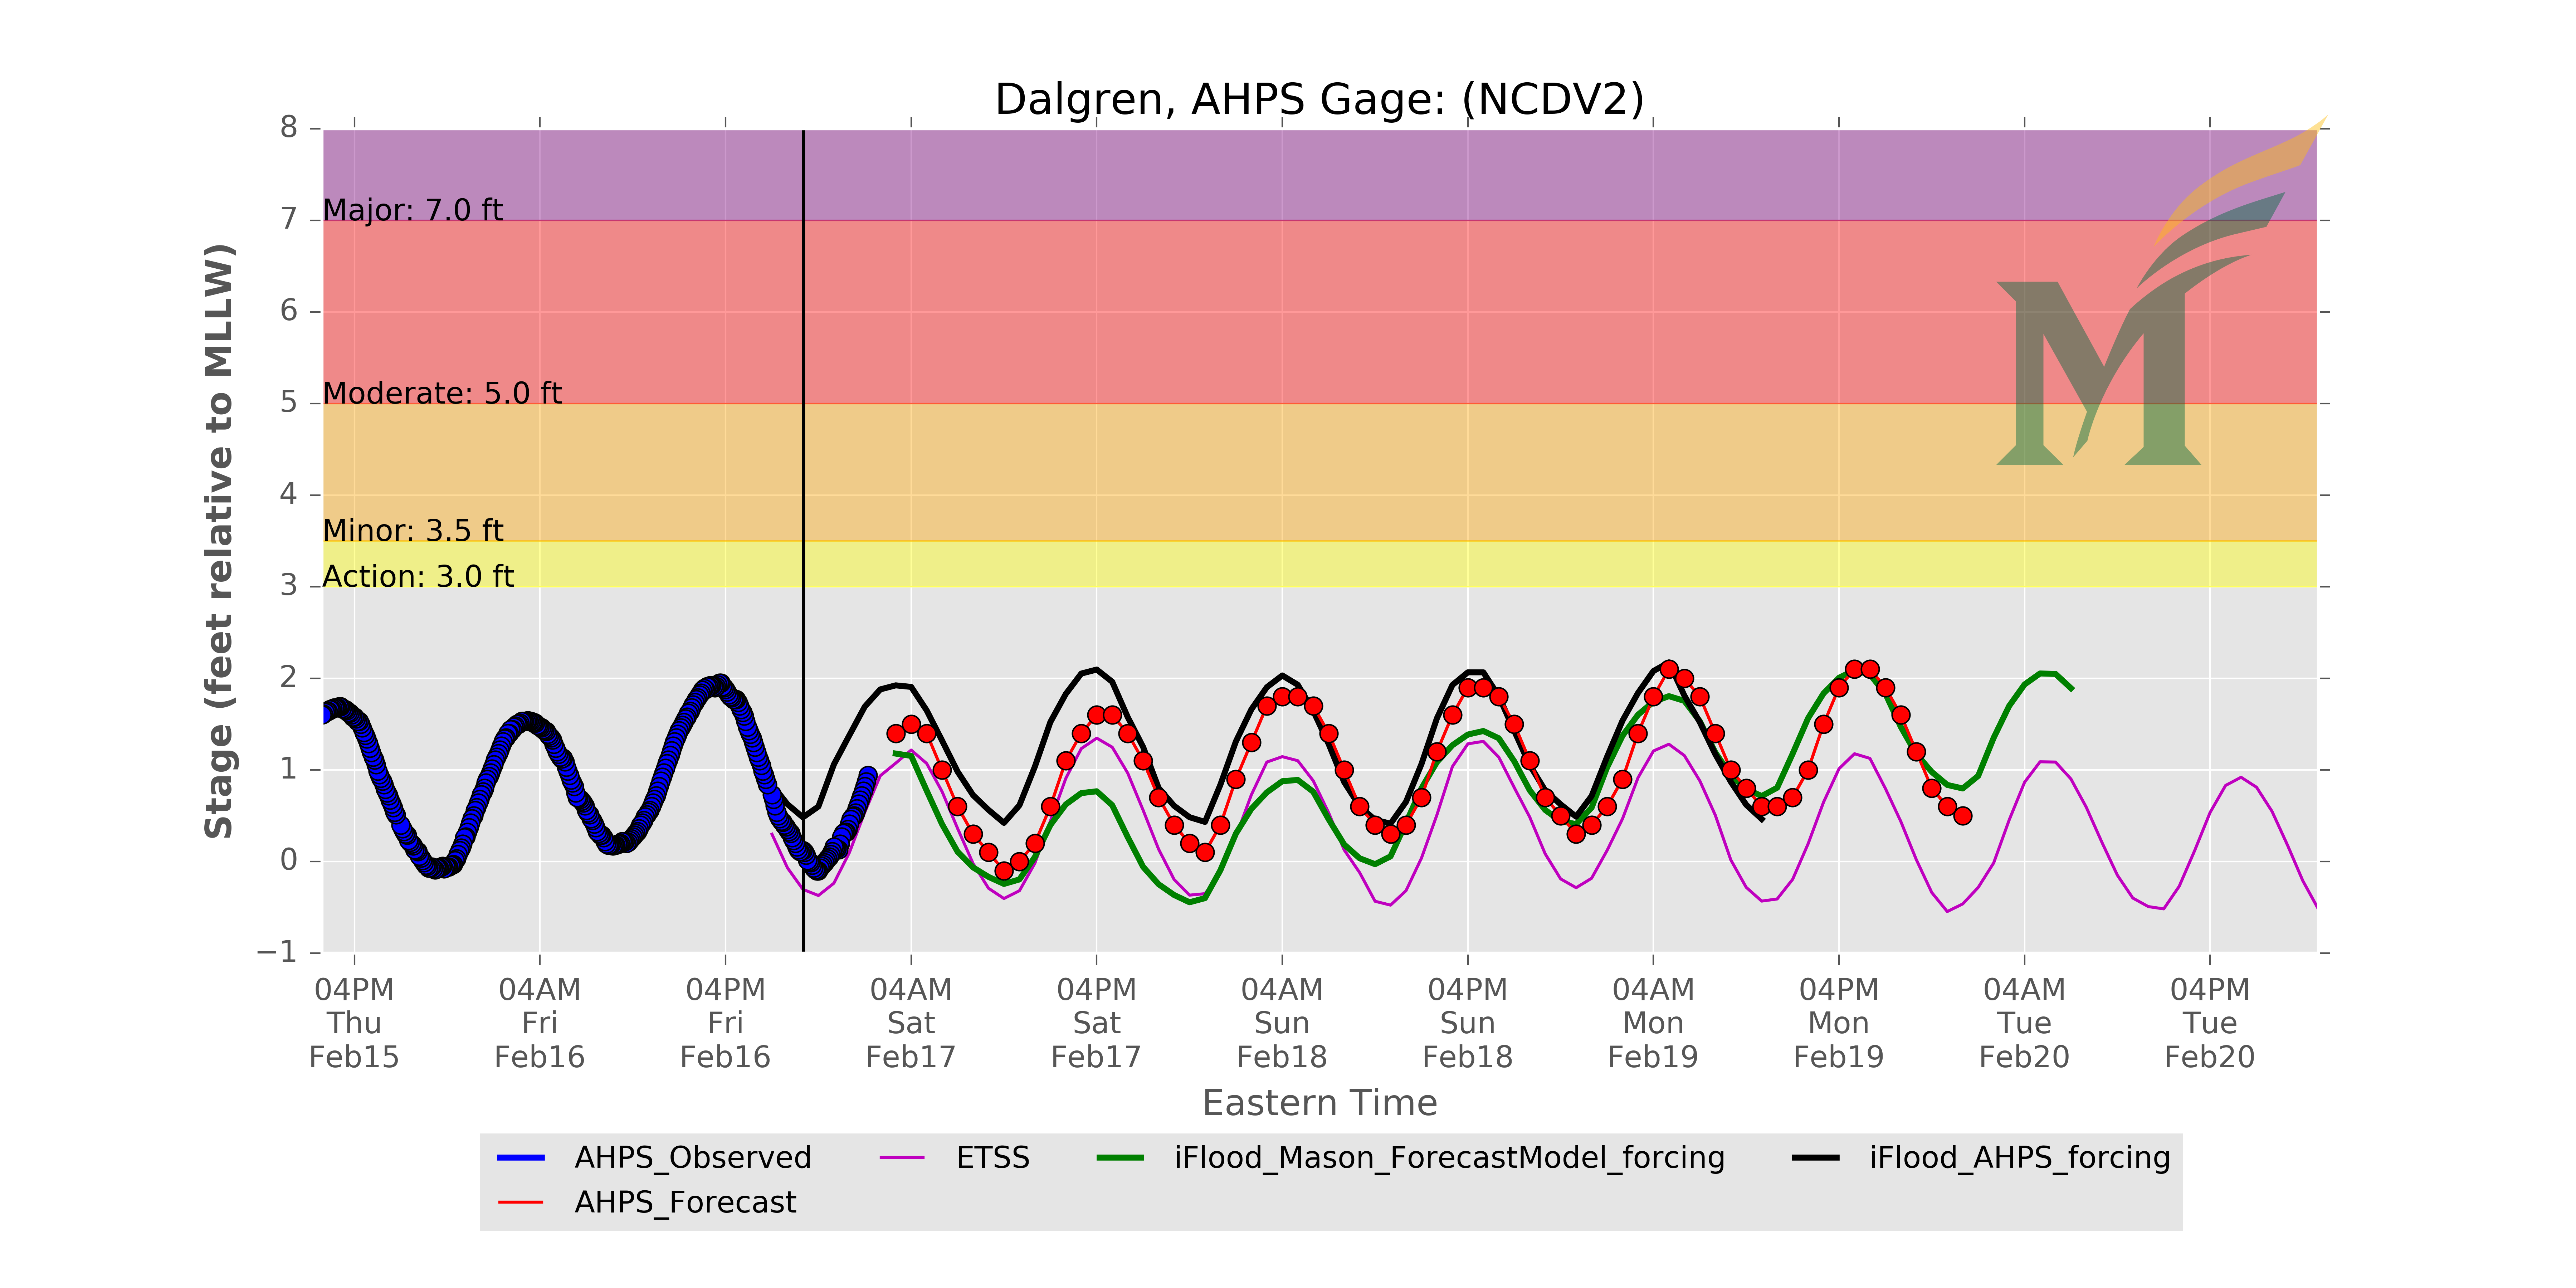 Dalgren, AHPS Gage: (NCDV2)
8
7
6
5
4
3
2
1
0
−1
Stage (feet relative to MLLW)
Major: 7.0 ft
Moderate: 5.0 ft
Minor: 3.5 ft
Action: 3.0 ft
M
04PM
Thu
Feb15
04AM
Fri
Feb16
04PM
Fri
Feb16
04AM
Sat
Feb17
04PM
Sat
Feb17
04AM
Sun
Feb18
04PM
Sun
Feb18
04AM
Mon
Feb19
04PM
Mon
Feb19
04AM
Tue
Feb20
04PM
Tue
Feb20
Eastern Time
AHPS_Observed
AHPS_Forecast
ETSS
iFlood_Mason_ForecastModel_forcing
iFlood_AHPS_forcing